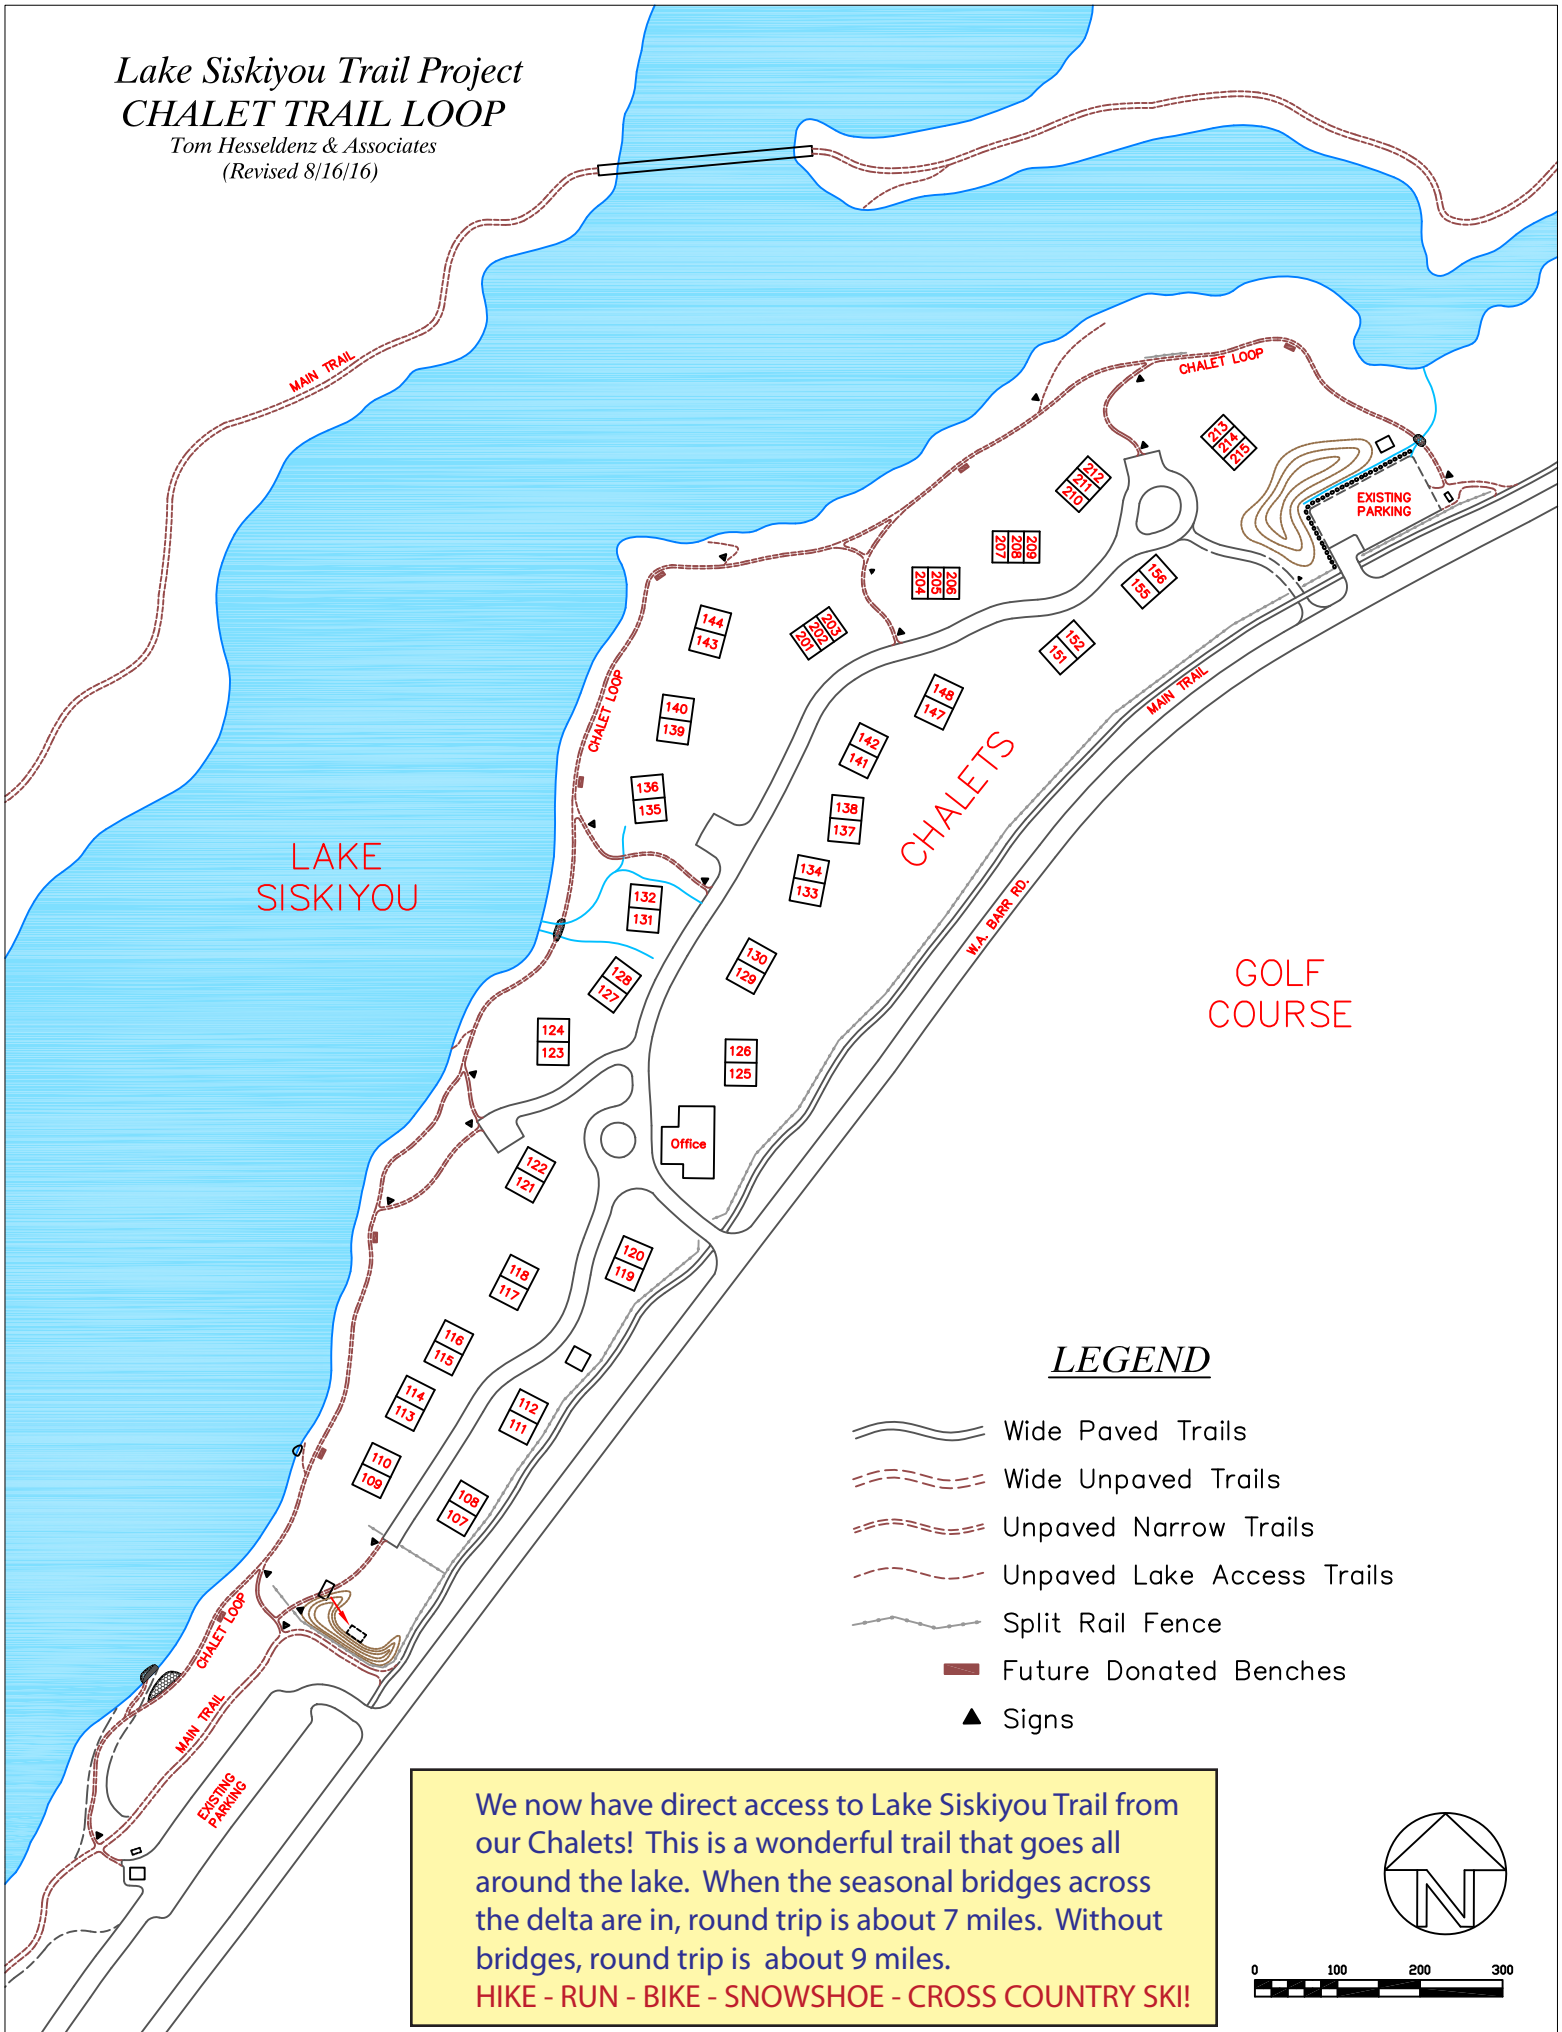 Lake Siskiyou Trail Project
CHALET TRAIL LOOP
Tom Hesseldenz & Associates
(Revised 8/16/16)
MAIN TRAIL
CHALET LOOP
213
214
215
212
211
210
EXISTING
PARKING
207
208
209
204
205
206
156
155
203
202
201
144
143
152
151
148
147
MAIN TRAIL
CHALET LOOP
140
139
142
141
136
135
138
137
CHALETS
134
133
LAKE
SISKIYOU
132
131
W.A. BARR RD.
130
129
128
127
GOLF
COURSE
124
123
126
125
Office
122
121
120
119
118
117
116
115
114
113
112
111
110
109
108
107
CHALET LOOP
MAIN TRAIL
EXISTING
PARKING
LEGEND
Wide Paved Trails
Wide Unpaved Trails
Unpaved Narrow Trails
Unpaved Lake Access Trails
Split Rail Fence
Future Donated Benches
Signs
We now have direct access to Lake Siskiyou Trail from
our Chalets! This is a wonderful trail that goes all
around the lake. When the seasonal bridges across
the delta are in, round trip is about 7 miles. Without
bridges, round trip is about 9 miles.
HIKE - RUN - BIKE - SNOWSHOE - CROSS COUNTRY SKI!
N
0 100 200 300